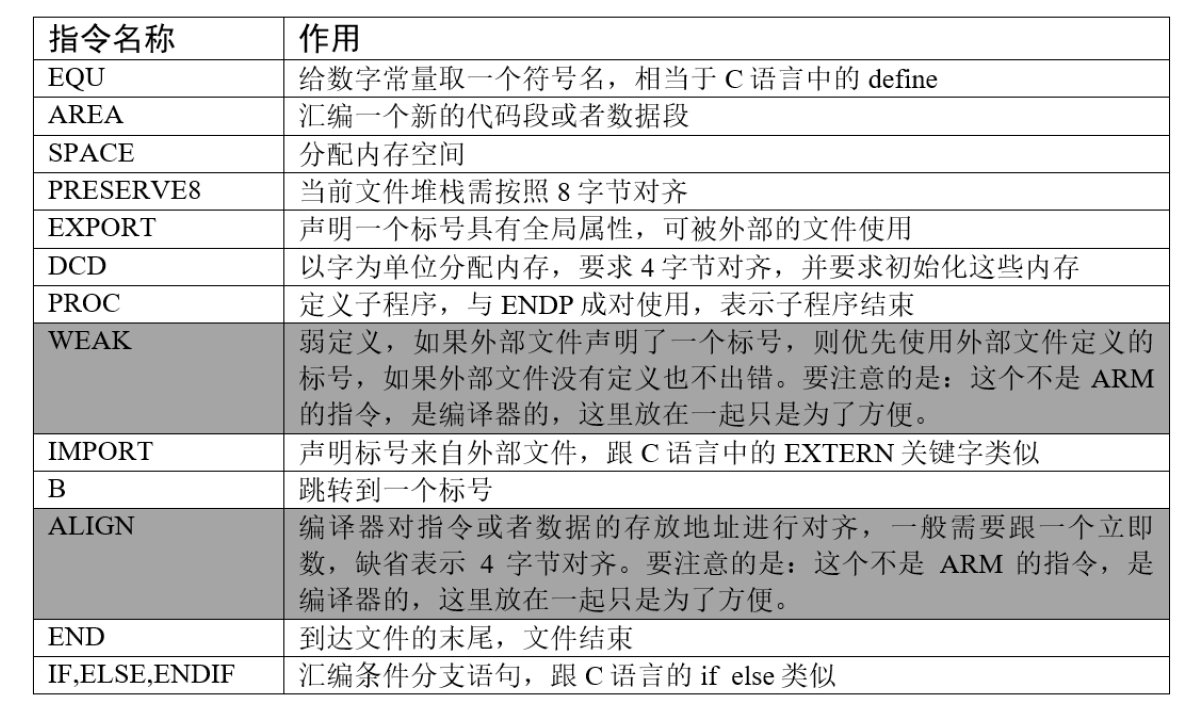 指令名称 作用
EQU 给数字常量取一个符号名，相当于 C 语言中的 define
AREA 汇编一个新的代码段或者数据段
SPACE 分配内存空间
PRESERVE8 当前文件堆栈需按照 8 字节对齐
EXPORT 声明一个标号具有全局属性，可被外部的文件使用
DCD 以字为单位分配内存，要求 4 字节对齐，并要求初始化这些内存
PROC 定义子程序，与 ENDP 成对使用，表示子程序结束
WEAK 弱定义，如果外部文件声明了一个标号，则优先使用外部文件定义的
标号，如果外部文件没有定义也不出错。要注意的是：这个不是 ARM
的指令，是编译器的，这里放在一起只是为了方便。
IMPORT 声明标号来自外部文件，跟 C 语言中的 EXTERN 关键字类似
B 跳转到一个标号
ALIGN 编译器对指令或者数据的存放地址进行对齐，一般需要跟一个立即
数，缺省表示 4 字节对齐。要注意的是：这个不是 ARM 的指令，是
编译器的，这里放在一起只是为了方便。
END 到达文件的末尾，文件结束
IF,ELSE,ENDIF 汇编条件分支语句，跟 C 语言的 if else 类似